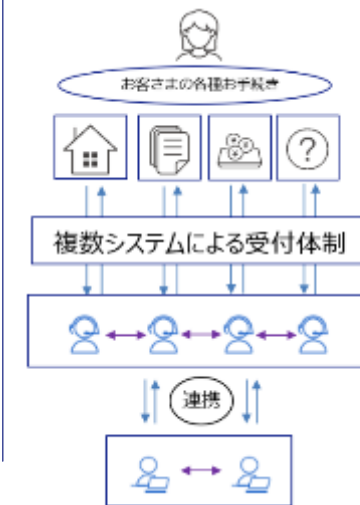 お客さまの各種お手続き
?
複数システムによる受付体制
連携